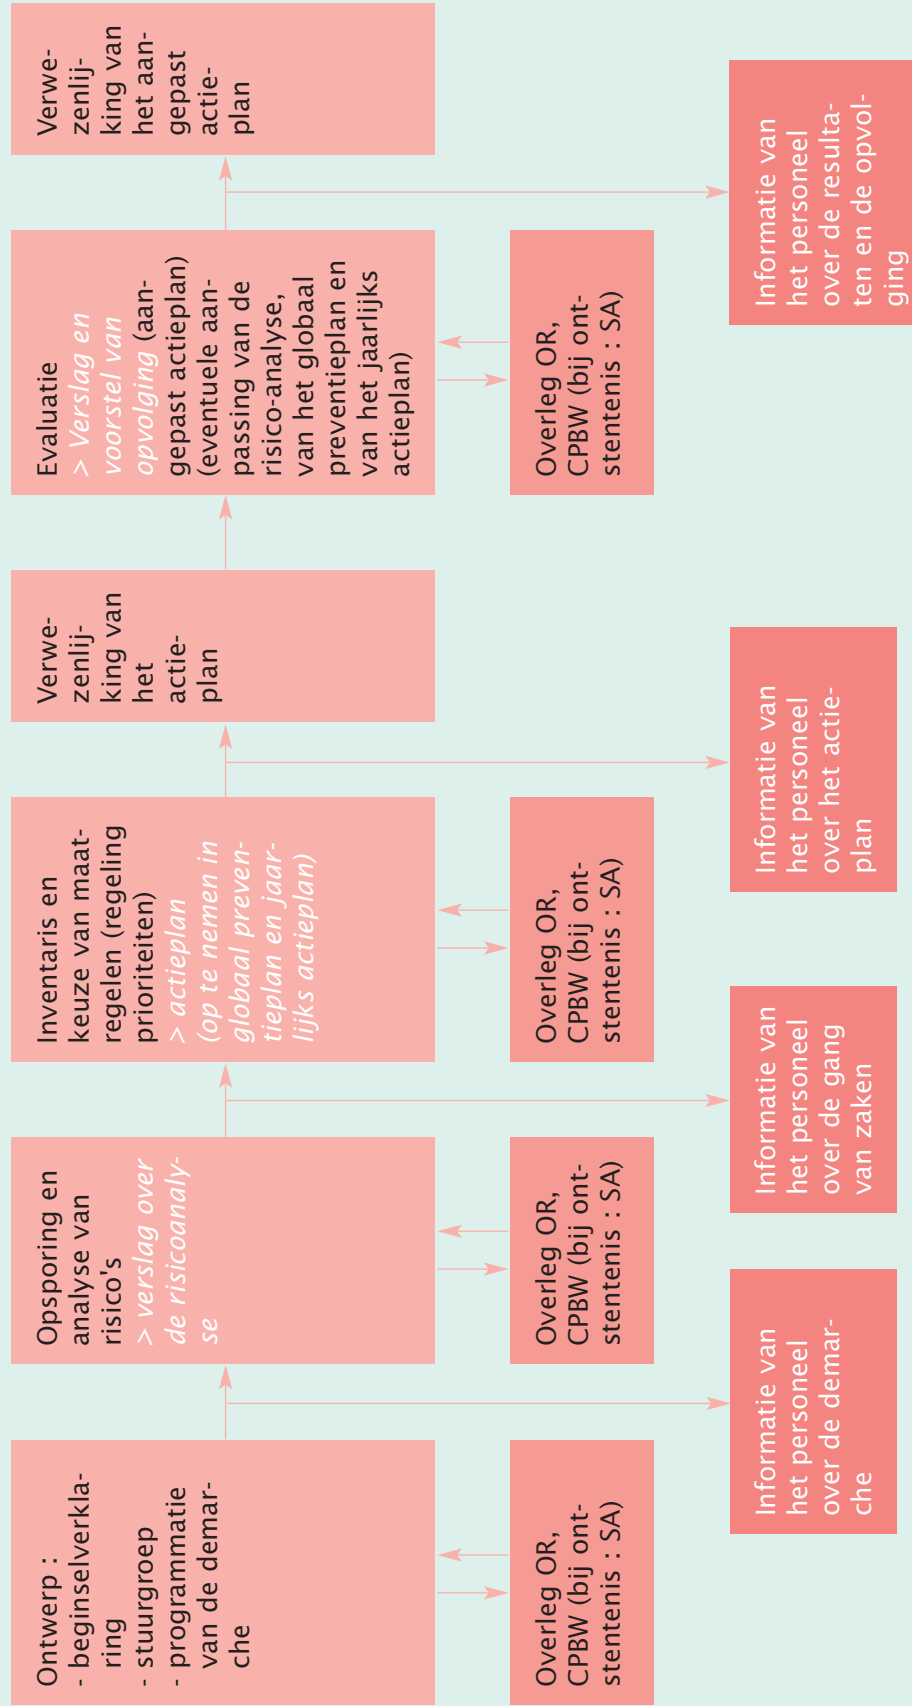 Ontwerp :
- beginselverkla-
ring
- stuurgroep
- programmatie
van de demar-
che
Opsporing en
analyse van
risico's
> verslag over
de risicoanaly-
se
Inventaris en
keuze van maat-
regelen (regeling
prioriteiten)
> actieplan
(op te nemen in
globaal preven-
tieplan en jaar-
lijks actieplan)
Verwe-
zenlij-
king van
het
actie-
plan
Evaluatie
> Verslag en
voorstel van
opvolging (aan-
gepast actieplan)
(eventuele aan-
passing van de
risico-analyse,
van het globaal
preventieplan en
van het jaarlijks
actieplan)
Verwe-
zenlij-
king van
het aan-
gepast
actie-
plan
Overleg OR,
CPBW (bij ont-
stentenis : SA)
Overleg OR,
CPBW (bij ont-
stentenis : SA)
Overleg OR,
CPBW (bij ont-
stentenis : SA)
Overleg OR,
CPBW (bij ont-
stentenis : SA)
Informatie van
het personeel
over de demar-
che
Informatie van
het personeel
over de gang
van zaken
Informatie van
het personeel
over het actie-
plan
Informatie van
het personeel
over de resulta-
ten en de opvol-
ging